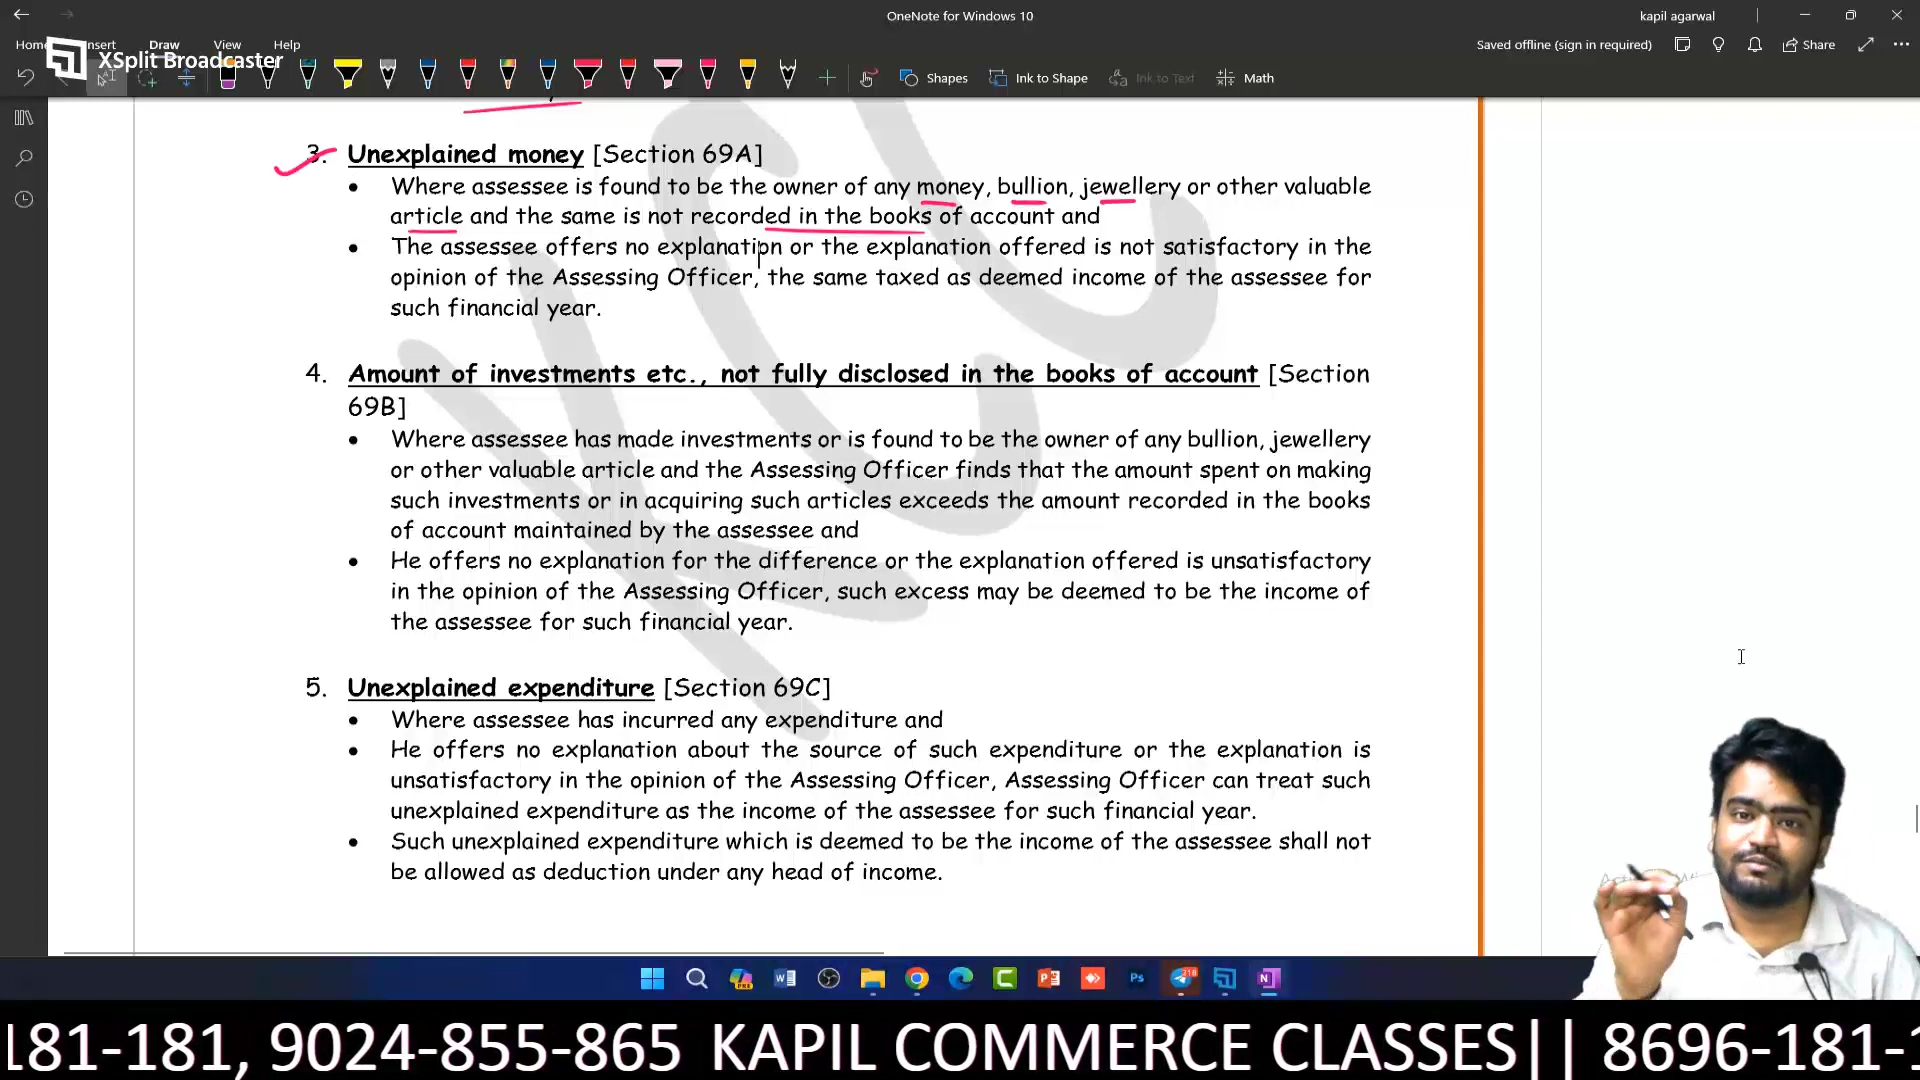 OneNote for Windows 10
kapil agarwal
Home Insert Draw View Help
XSplit Broadcaster
Saved offline (sign in required)
Share
Shapes
Ink to Shape
Ink to Text
Math
3. Unexplained money [Section 69A]
• Where assessee is found to be the owner of any money, bullion, jewellery or other valuable
article and the same is not recorded in the books of account and
• The assessee offers no explanation or the explanation offered is not satisfactory in the
opinion of the Assessing Officer, the same taxed as deemed income of the assessee for
such financial year.
4. Amount of investments etc., not fully disclosed in the books of account [Section
69B]
• Where assessee has made investments or is found to be the owner of any bullion, jewellery
or other valuable article and the Assessing Officer finds that the amount spent on making
such investments or in acquiring such articles exceeds the amount recorded in the books
of account maintained by the assessee and
• He offers no explanation for the difference or the explanation offered is unsatisfactory
in the opinion of the Assessing Officer, such excess may be deemed to be the income of
the assessee for such financial year.
5. Unexplained expenditure [Section 69C]
• Where assessee has incurred any expenditure and
• He offers no explanation about the source of such expenditure or the explanation is
unsatisfactory in the opinion of the Assessing Officer, Assessing Officer can treat such
unexplained expenditure as the income of the assessee for such financial year.
• Such unexplained expenditure which is deemed to be the income of the assessee shall not
be allowed as deduction under any head of income.
KCC
181-181, 9024-855-865 KAPIL COMMERCE CLASSES|| 8696-181-1